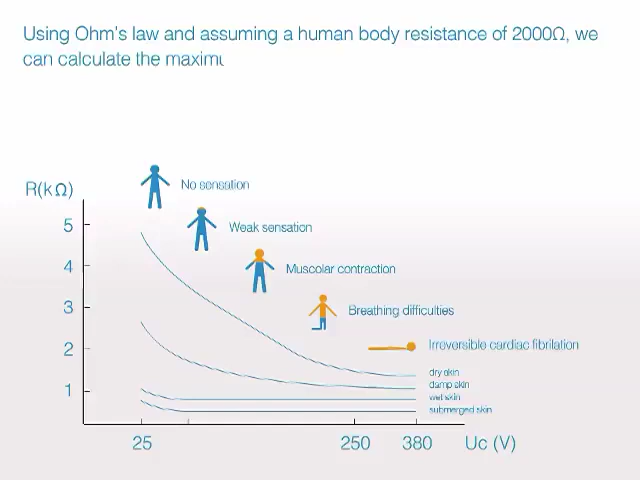 Using Ohm's law and assuming a human body resistance of 2000Ω, we
can calculate the maximu
R(kΩ)
No sensation
5
Weak sensation
4
Muscolar contraction
3
Breathing difficulties
2
Irreversible cardiac fibrilation
dry skin
damp skin
1
wet skin
submerged skin
25
250
380
Uc (V)